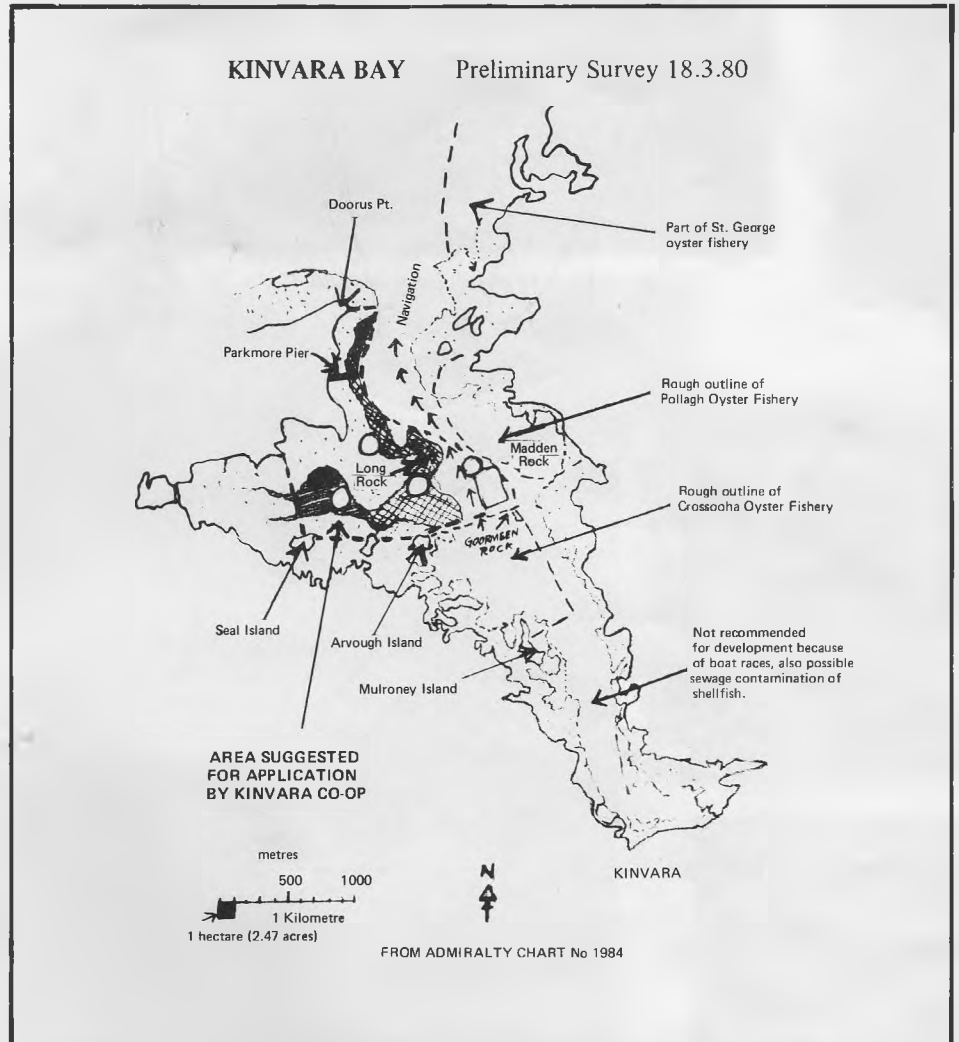 KINVARA BAY Preliminary Survey 18.3.80
Doorus Pt.
Part of St. George
oyster fishery
Navigation
Parkmore Pier
Rough outline of
Pollagh Oyster Fishery
Madden
Rock
Long
Rock
Rough outline of
Crossooha Oyster Fishery
GOORMEEN
ROCK
Seal Island
Arvough Island
Mulroney Island
Not recommended
for development because
of boat races, also possible
sewage contamination of
shellfish.
AREA SUGGESTED
FOR APPLICATION
BY KINVARA CO-OP
KINVARA
metres
500 1000
1 Kilometre
1 hectare (2.47 acres)
N
FROM ADMIRALTY CHART No 1984